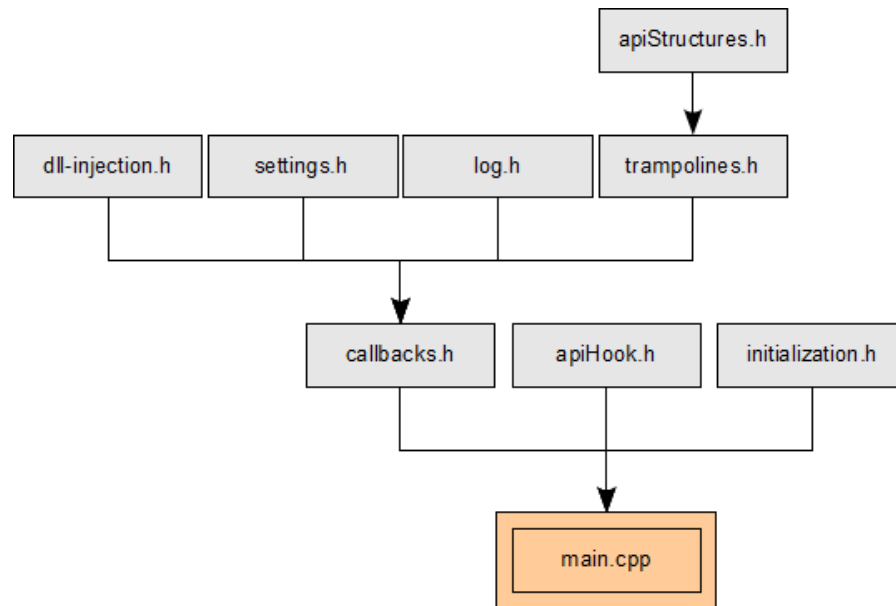 apiStructures.h
dll-injection.h
settings.h
log.h
trampolines.h
callbacks.h
apiHook.h
initialization.h
main.cpp